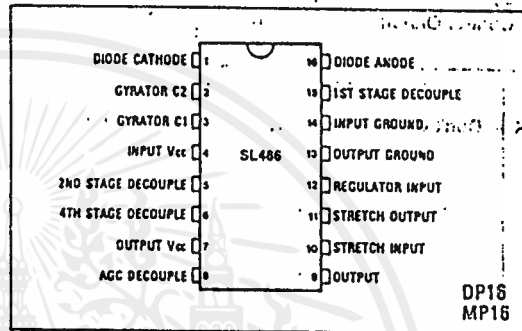 DIODE CATHODE 1
GYRATOR C2 2
GYRATOR C1 3
INPUT Vcc 4
2ND STAGE DECOUPLE 5
4TH STAGE DECOUPLE 6
OUTPUT Vcc 7
AGC DECOUPLE 8
SL486
16 DIODE ANODE
15 1ST STAGE DECOUPLE
14 INPUT GROUND
13 OUTPUT GROUND
12 REGULATOR INPUT
11 STRETCH OUTPUT
10 STRETCH INPUT
9 OUTPUT
DP16
MP16